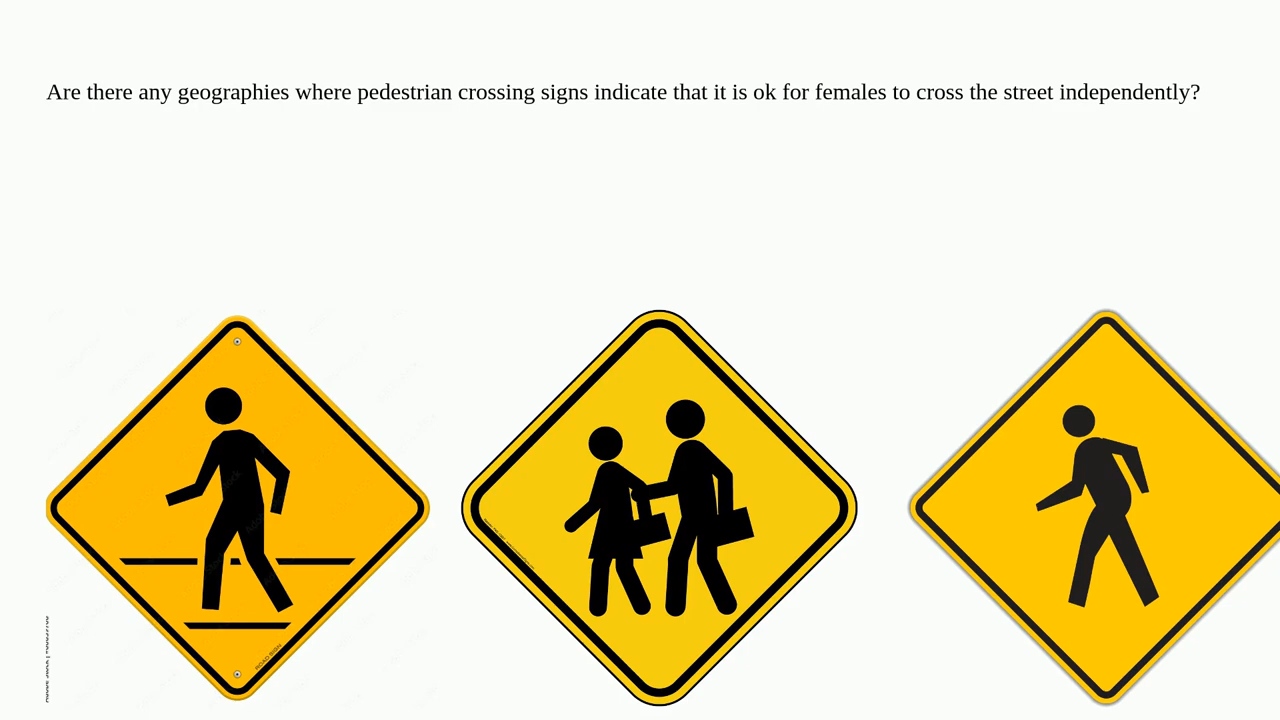 Are there any geographies where pedestrian crossing signs indicate that it is ok for females to cross the street independently?